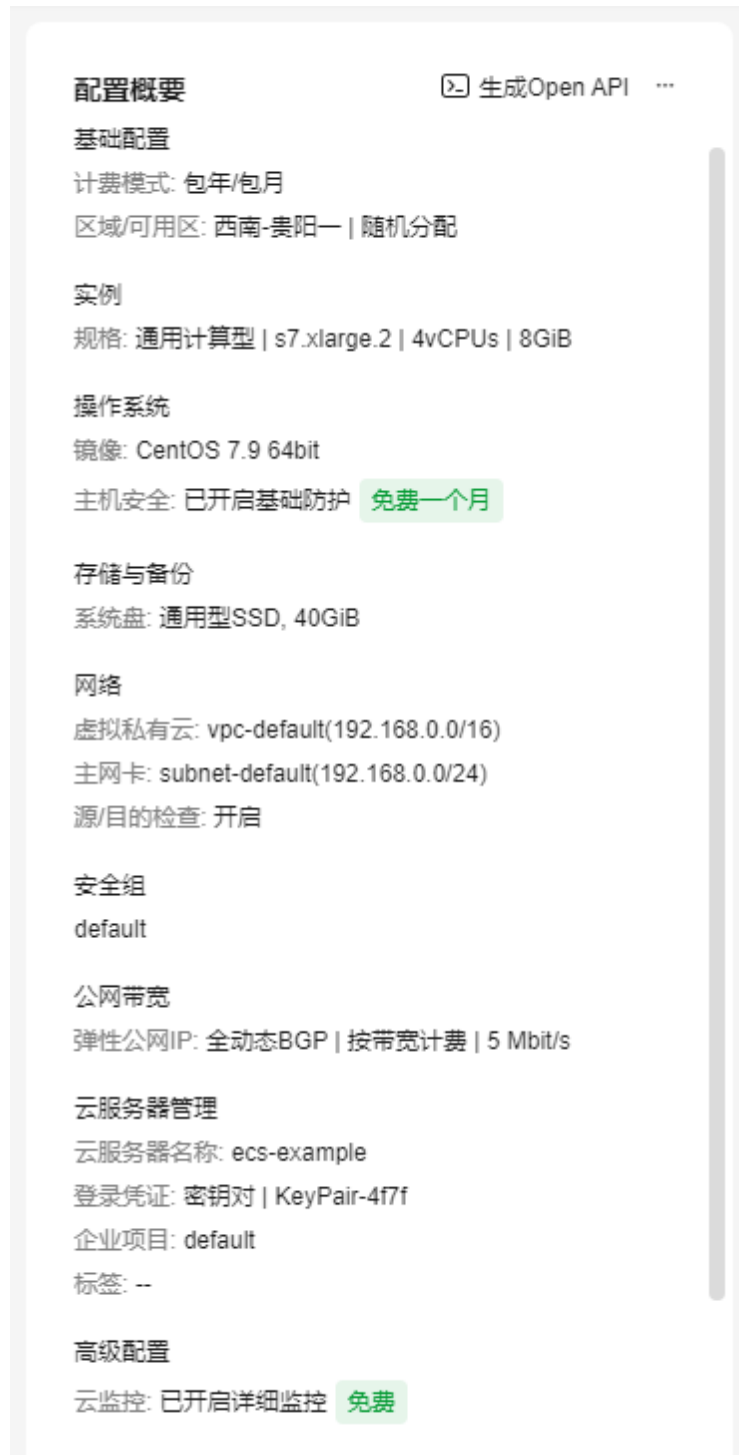 配置概要 生成Open API ...
基础配置
计费模式: 包年/包月
区域/可用区: 西南-贵阳一 | 随机分配
实例
规格: 通用计算型 | s7.xlarge.2 | 4vCPUs | 8GiB
操作系统
镜像: CentOS 7.9 64bit
主机安全: 已开启基础防护 免费一个月
存储与备份
系统盘: 通用型SSD, 40GiB
网络
虚拟私有云: vpc-default(192.168.0.0/16)
主网卡: subnet-default(192.168.0.0/24)
源/目的检查: 开启
安全组
default
公网带宽
弹性公网IP: 全动态BGP | 按带宽计费 | 5 Mbit/s
云服务器管理
云服务器名称: ecs-example
登录凭证: 密钥对 | KeyPair-4f7f
企业项目: default
标签: --
高级配置
云监控: 已开启详细监控 免费